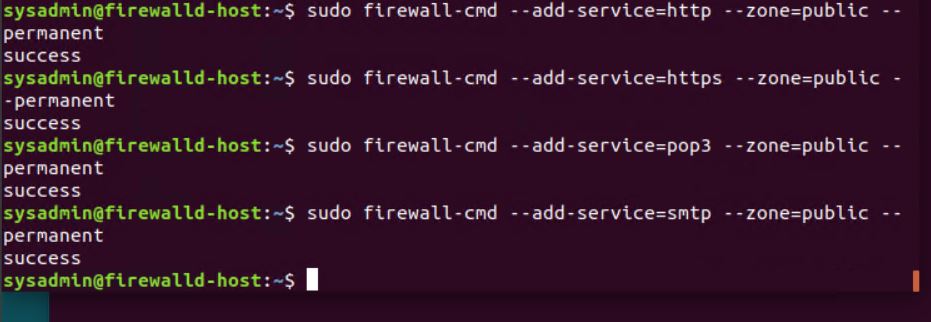 sysadmin@firewalld-host:~$ sudo firewall-cmd --add-service=http --zone=public --
permanent
success
sysadmin@firewalld-host:~$ sudo firewall-cmd --add-service=https --zone=public -
-permanent
success
sysadmin@firewalld-host:~$ sudo firewall-cmd --add-service=pop3 --zone=public --
permanent
success
sysadmin@firewalld-host:~$ sudo firewall-cmd --add-service=smtp --zone=public --
permanent
success
sysadmin@firewalld-host:~$